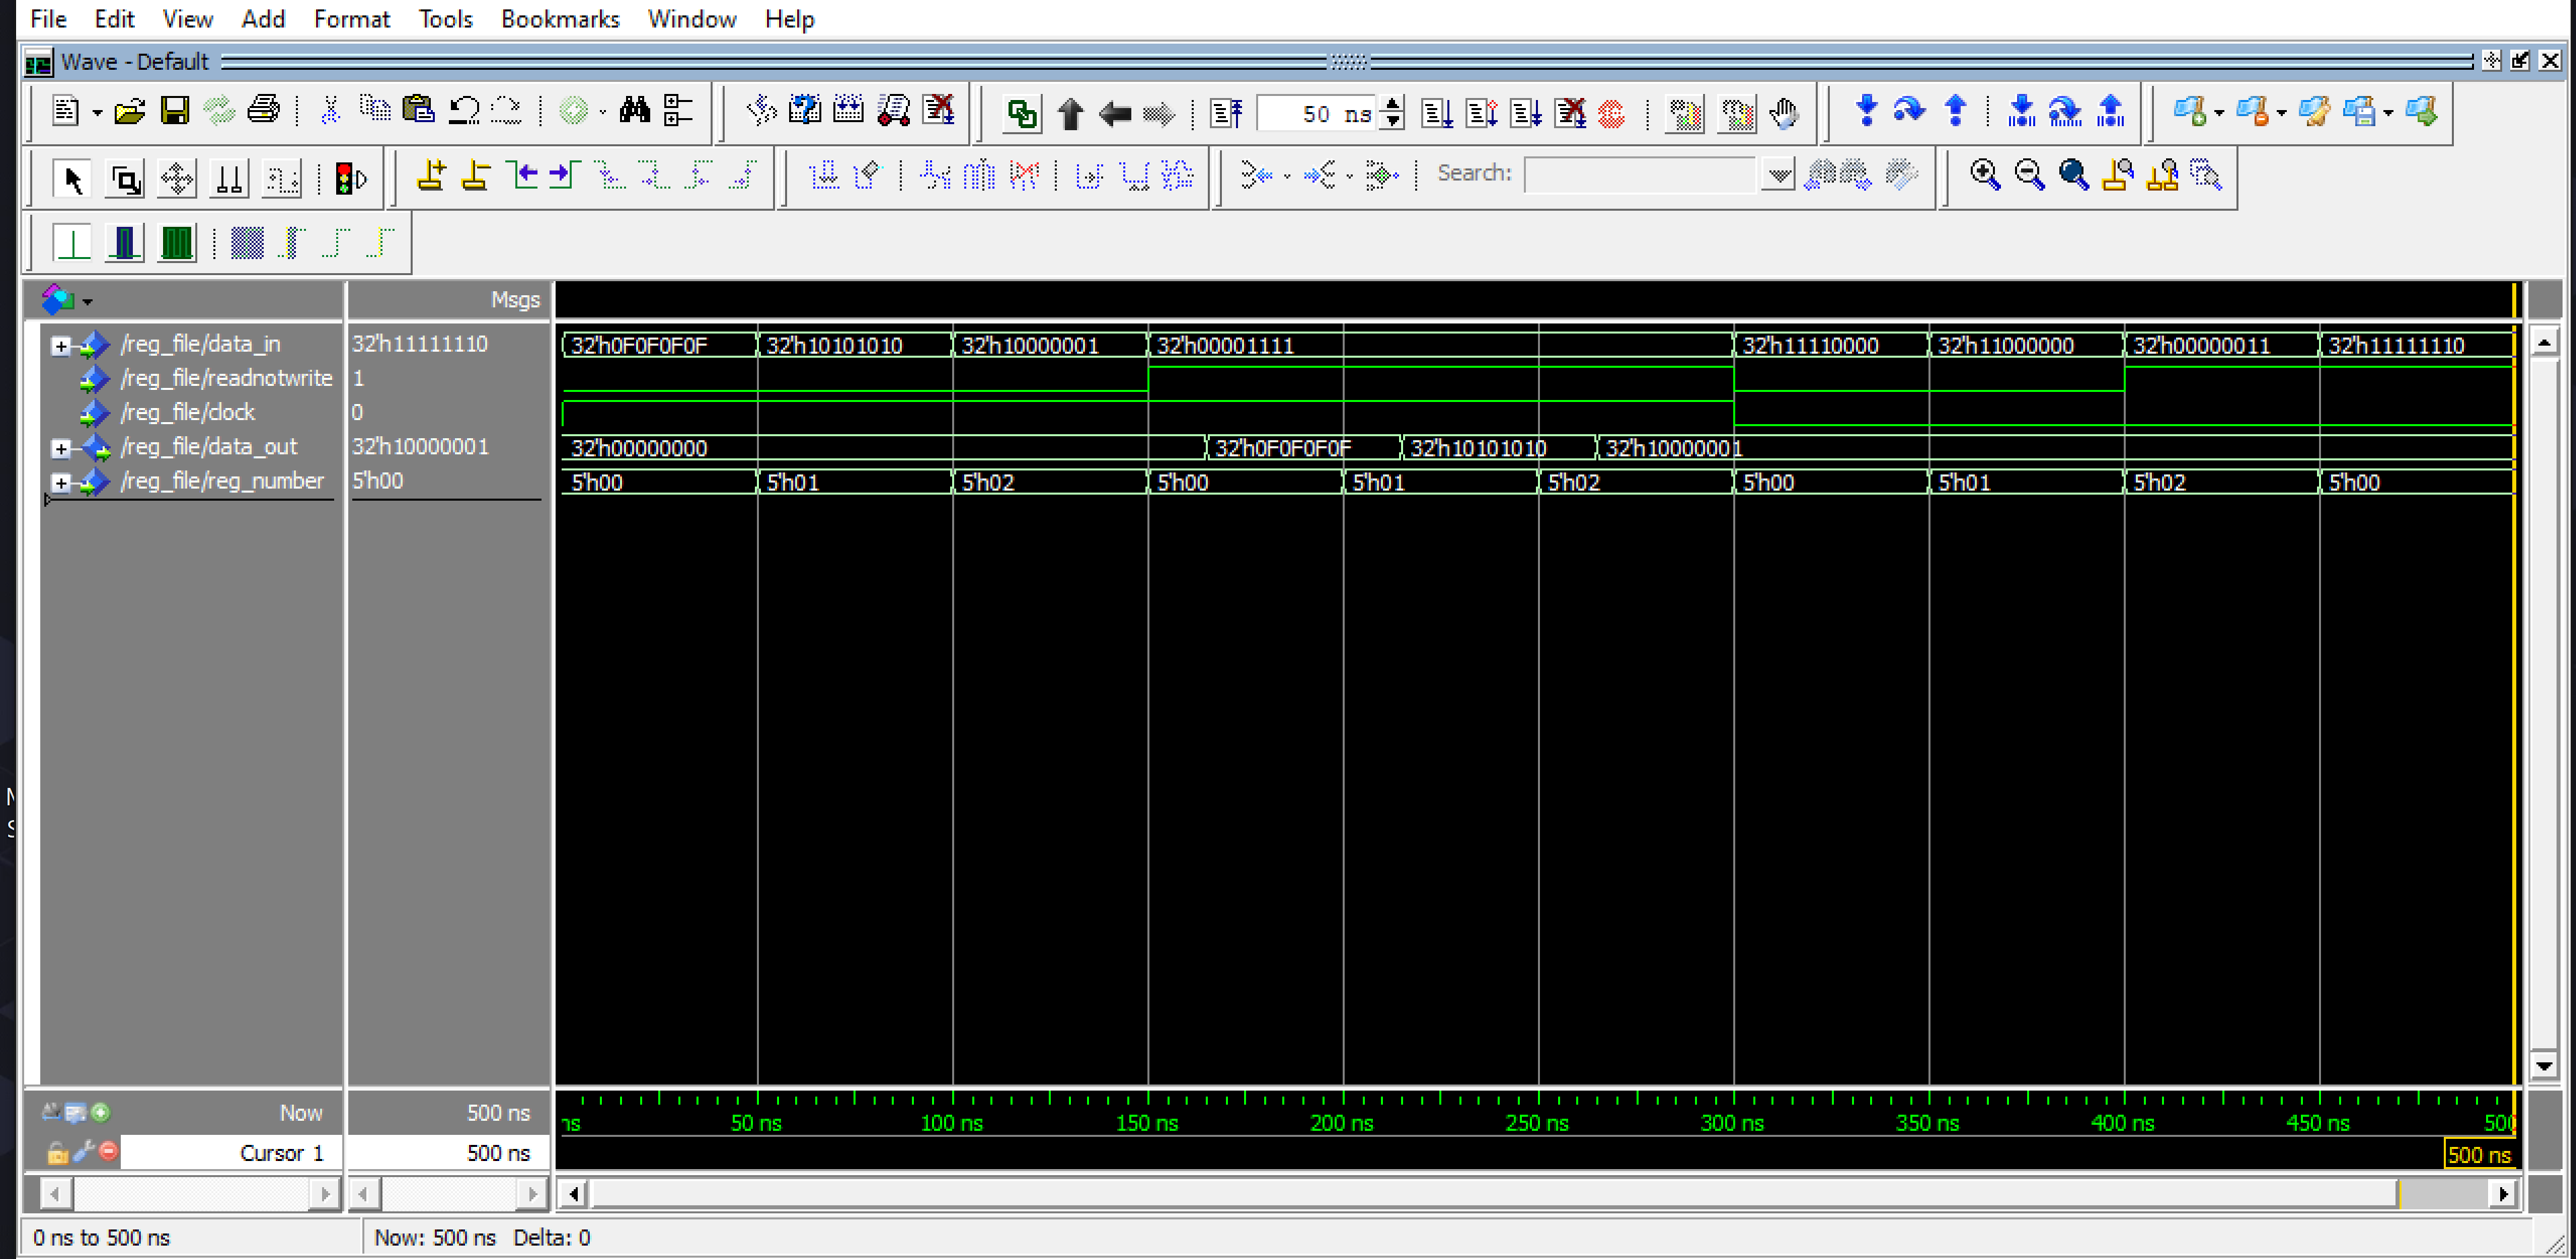 File Edit View Add Format Tools Bookmarks Window Help
Wave - Default
50 ns
Search:
Msgs
/reg_file/data_in 32'h11111110 32'h0F0F0F0F 32'h10101010 32'h10000001 32'h00001111 32'h11110000 32'h11000000 32'h00000011 32'h11111110
/reg_file/readnotwrite 1
/reg_file/clock 0
/reg_file/data_out 32'h10000001 32'h00000000 32'h0F0F0F0F 32'h10101010 32'h10000001
/reg_file/reg_number 5'h00 5'h00 5'h01 5'h02 5'h00 5'h01 5'h02 5'h00 5'h01 5'h02 5'h00
Now 500 ns ns 50 ns 100 ns 150 ns 200 ns 250 ns 300 ns 350 ns 400 ns 450 ns 500
Cursor 1 500 ns 500 ns
0 ns to 500 ns Now: 500 ns Delta: 0